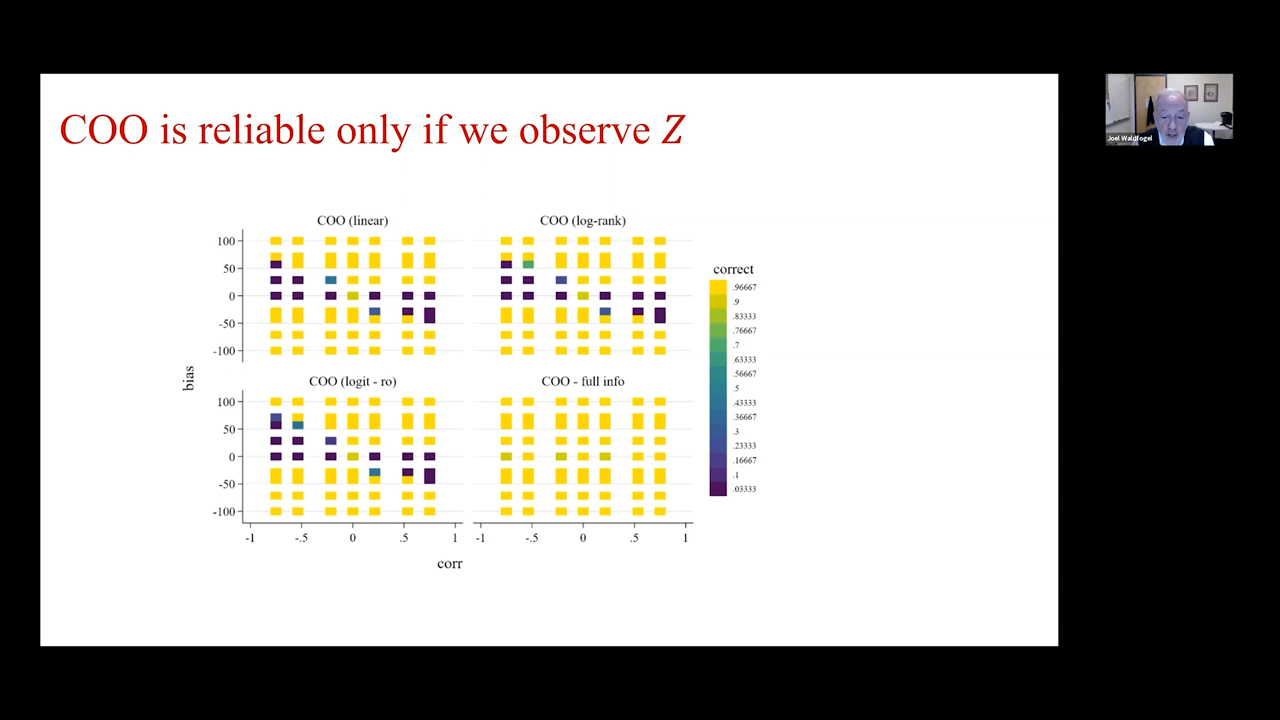 COO is reliable only if we observe Z
Joel Waldfogel
COO (linear)
COO (log-rank)
100
50
0
-50
-100
correct
.96667
.9
.83333
.76667
.7
.63333
.56667
.5
.43333
.36667
.3
.23333
.16667
.1
.03333
bias
COO (logit - ro)
COO - full info
100
50
0
-50
-100
-1 -.5 0 .5 1
-1 -.5 0 .5 1
corr